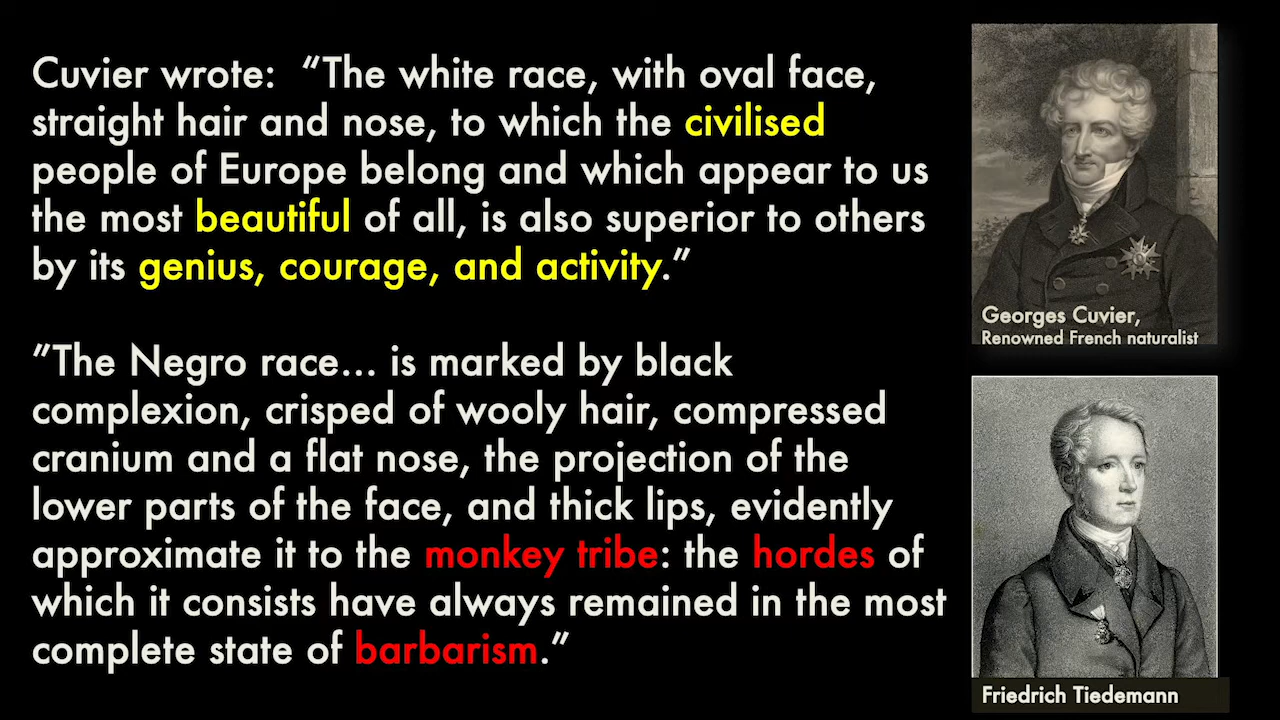 Cuvier wrote:  "The white race, with oval face,
straight hair and nose, to which the civilised
people of Europe belong and which appear to us
the most beautiful of all, is also superior to others
by its genius, courage, and activity."
"The Negro race... is marked by black
complexion, crisped of wooly hair, compressed
cranium and a flat nose, the projection of the
lower parts of the face, and thick lips, evidently
approximate it to the monkey tribe: the hordes of
which it consists have always remained in the most
complete state of barbarism."
Georges Cuvier,
Renowned French naturalist
Friedrich Tiedemann